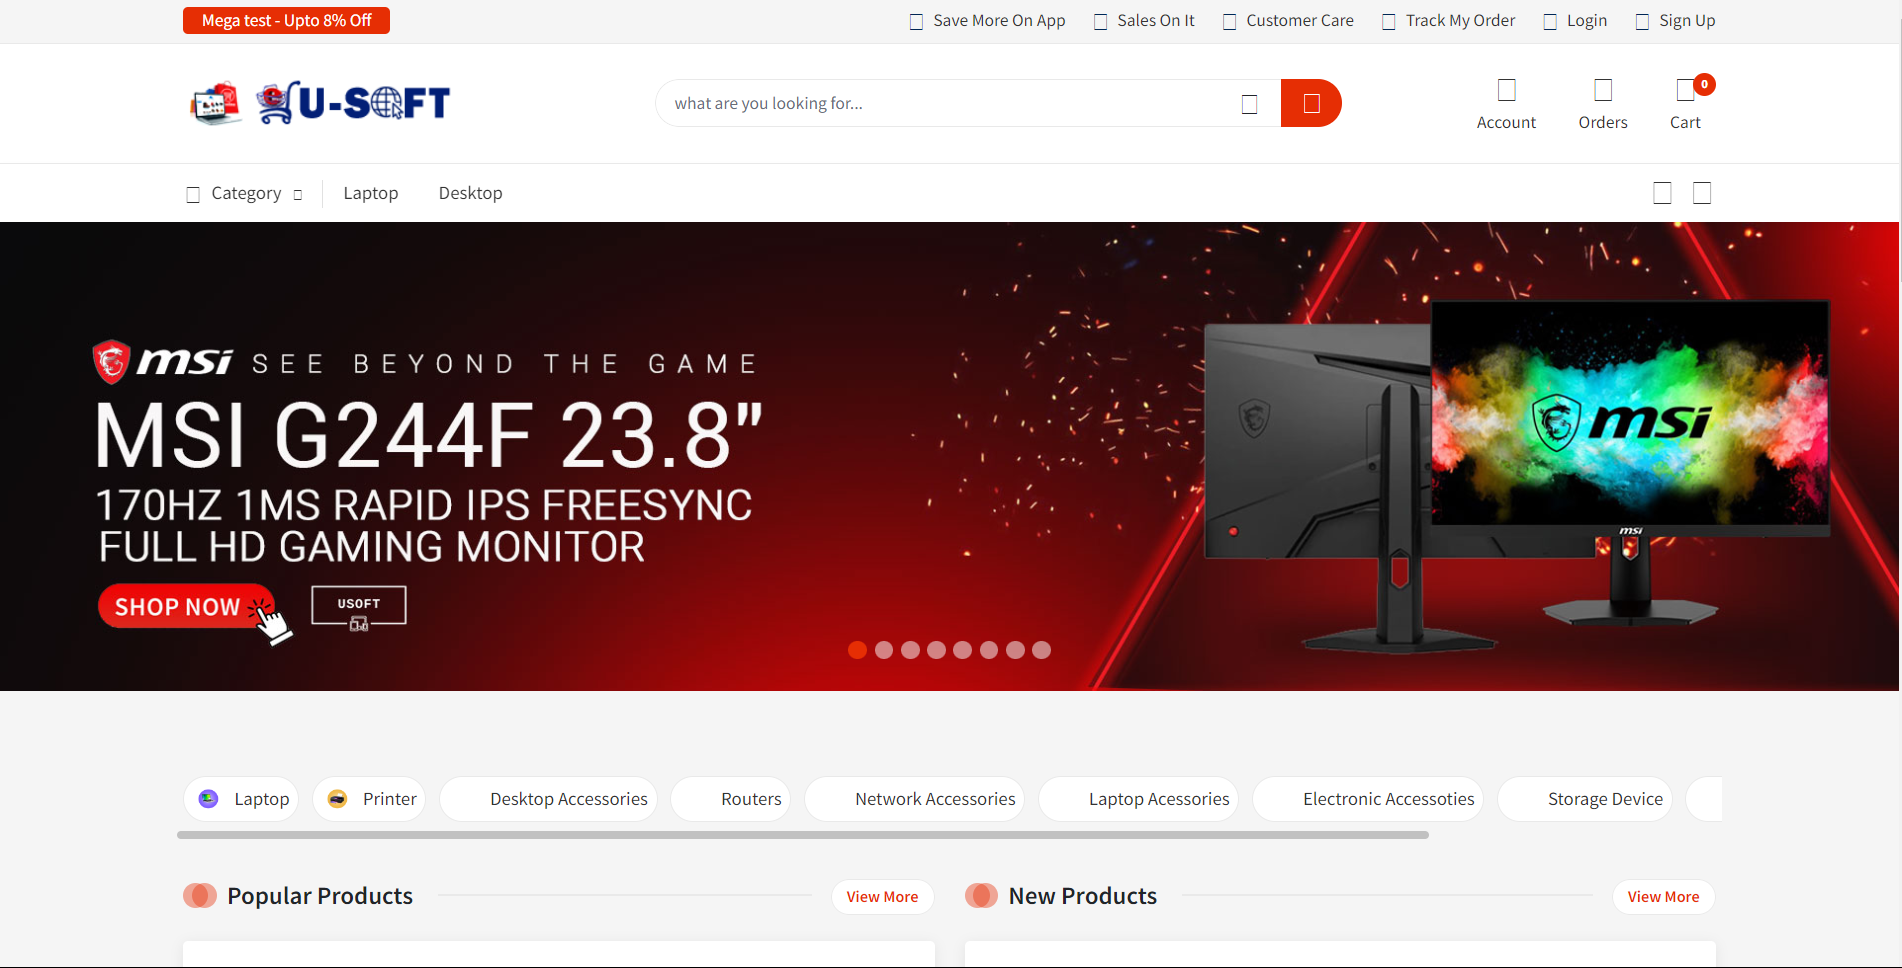 Mega test - Upto 8% Off
Save More On App
Sales On It
Customer Care
Track My Order
Login
Sign Up
U-SOFT
what are you looking for...
Account
Orders
0
Cart
Category
Laptop
Desktop
msi SEE BEYOND THE GAME
MSI G244F 23.8"
170HZ 1MS RAPID IPS FREESYNC
FULL HD GAMING MONITOR
SHOP NOW
USOFT
msi
msi
Laptop
Printer
Desktop Accessories
Routers
Network Accessories
Laptop Acessories
Electronic Accessoties
Storage Device
Popular Products
View More
New Products
View More